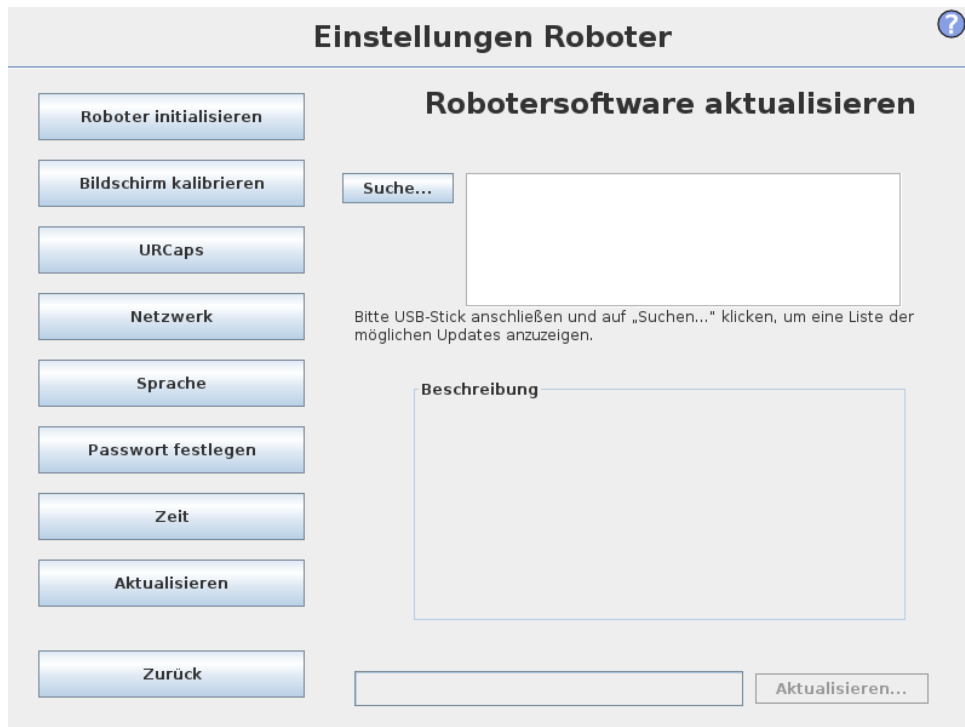 Einstellungen Roboter
?
Roboter initialisieren
Bildschirm kalibrieren
URCaps
Netzwerk
Sprache
Passwort festlegen
Zeit
Aktualisieren
Zurück
Robotersoftware aktualisieren
Suche...
Bitte USB-Stick anschließen und auf „Suchen...“ klicken, um eine Liste der
möglichen Updates anzuzeigen.
Beschreibung
Aktualisieren...